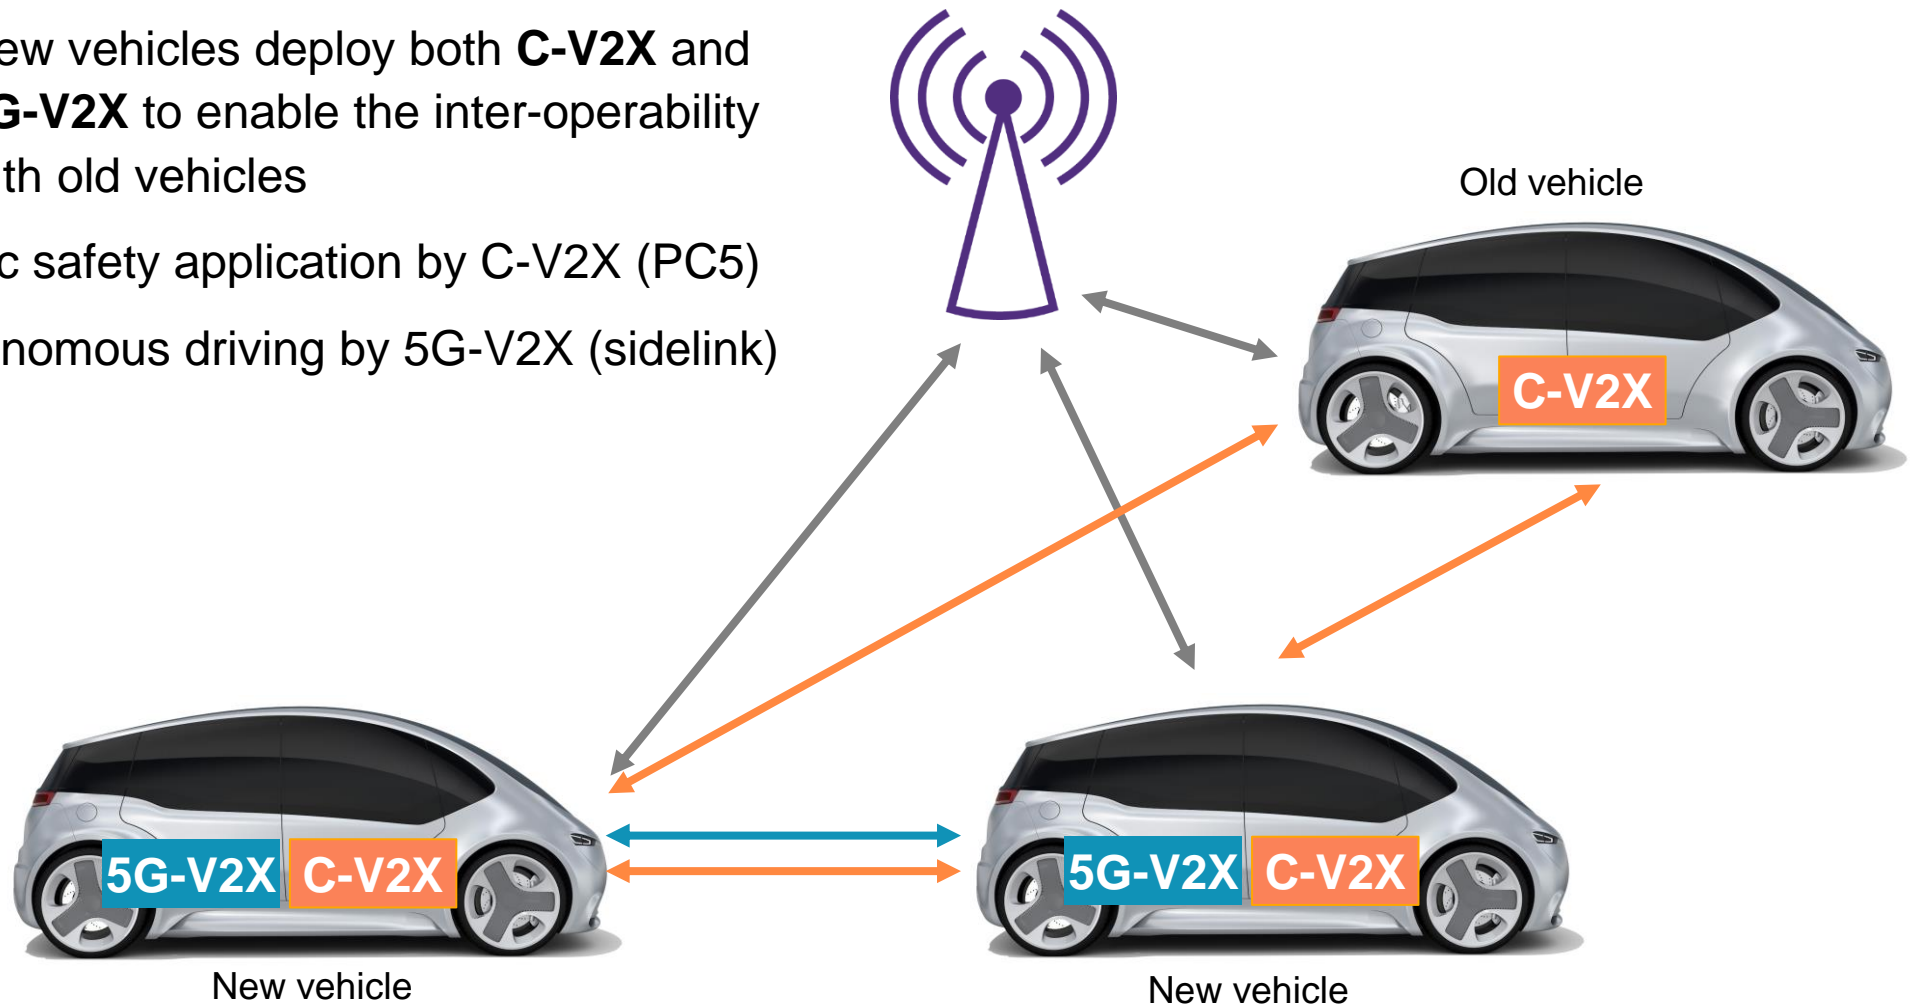 ew vehicles deploy both C-V2X and
G-V2X to enable the inter-operability
th old vehicles
c safety application by C-V2X (PC5)
nomous driving by 5G-V2X (sidelink)
Old vehicle
C-V2X
5G-V2X C-V2X
5G-V2X C-V2X
New vehicle
New vehicle